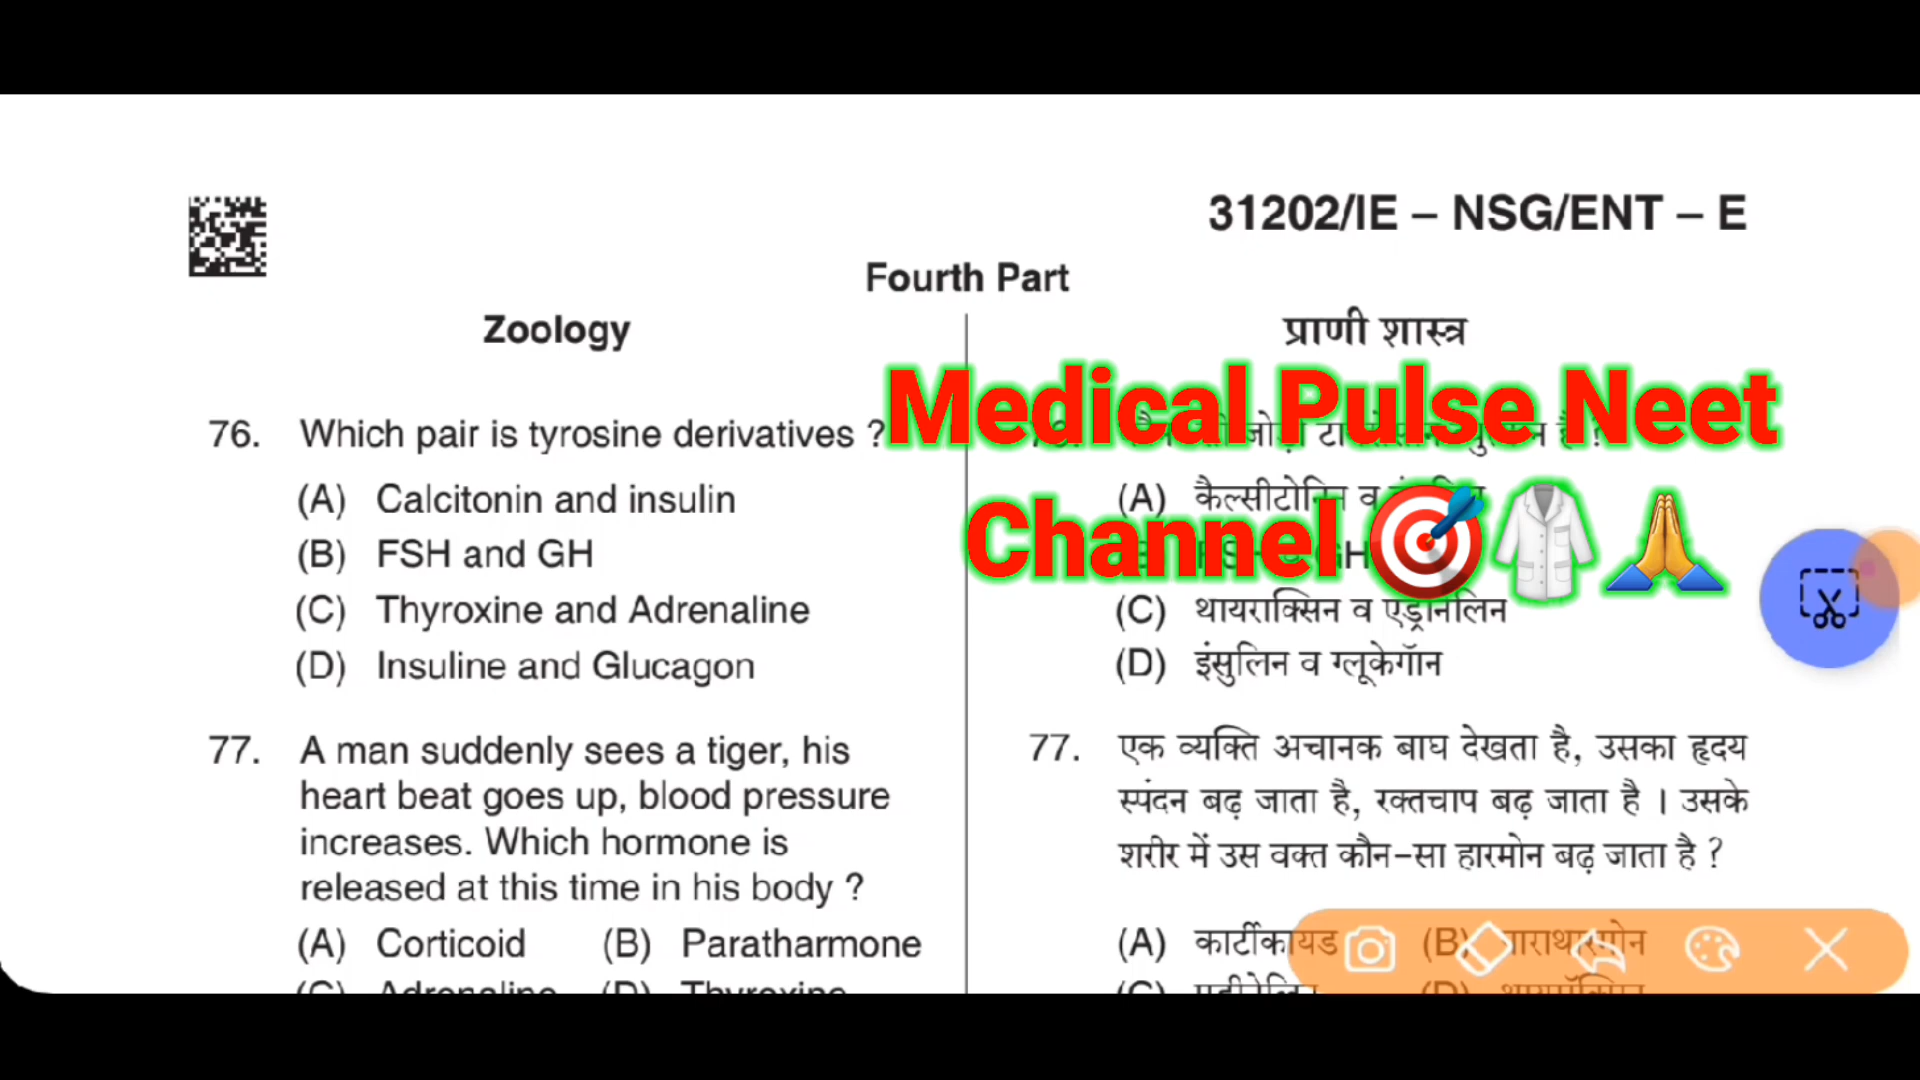 31202/IE – NSG/ENT – E
Fourth Part
Zoology
76. Which pair is tyrosine derivatives ?
(A) Calcitonin and insulin
(B) FSH and GH
(C) Thyroxine and Adrenaline
(D) Insuline and Glucagon
77. A man suddenly sees a tiger, his
heart beat goes up, blood pressure
increases. Which hormone is
released at this time in his body ?
(A) Corticoid (B) Paratharmone
(C) Adrenaline (D) Thyroxine
प्राणी शास्त्र
Medical Pulse Neet
Channel 🎯🥼🙏
(A) कैल्सीटोनिन व
(C) थायराक्सिन व एड्रीनेलिन
(D) इंसुलिन व ग्लूकेगॉन
77. एक व्यक्ति अचानक बाघ देखता है, उसका हृदय
स्पंदन बढ़ जाता है, रक्तचाप बढ़ जाता है । उसके
शरीर में उस वक्त कौन-सा हारमोन बढ़ जाता है ?
(A) कार्टीकायड (B)
(C) (D)